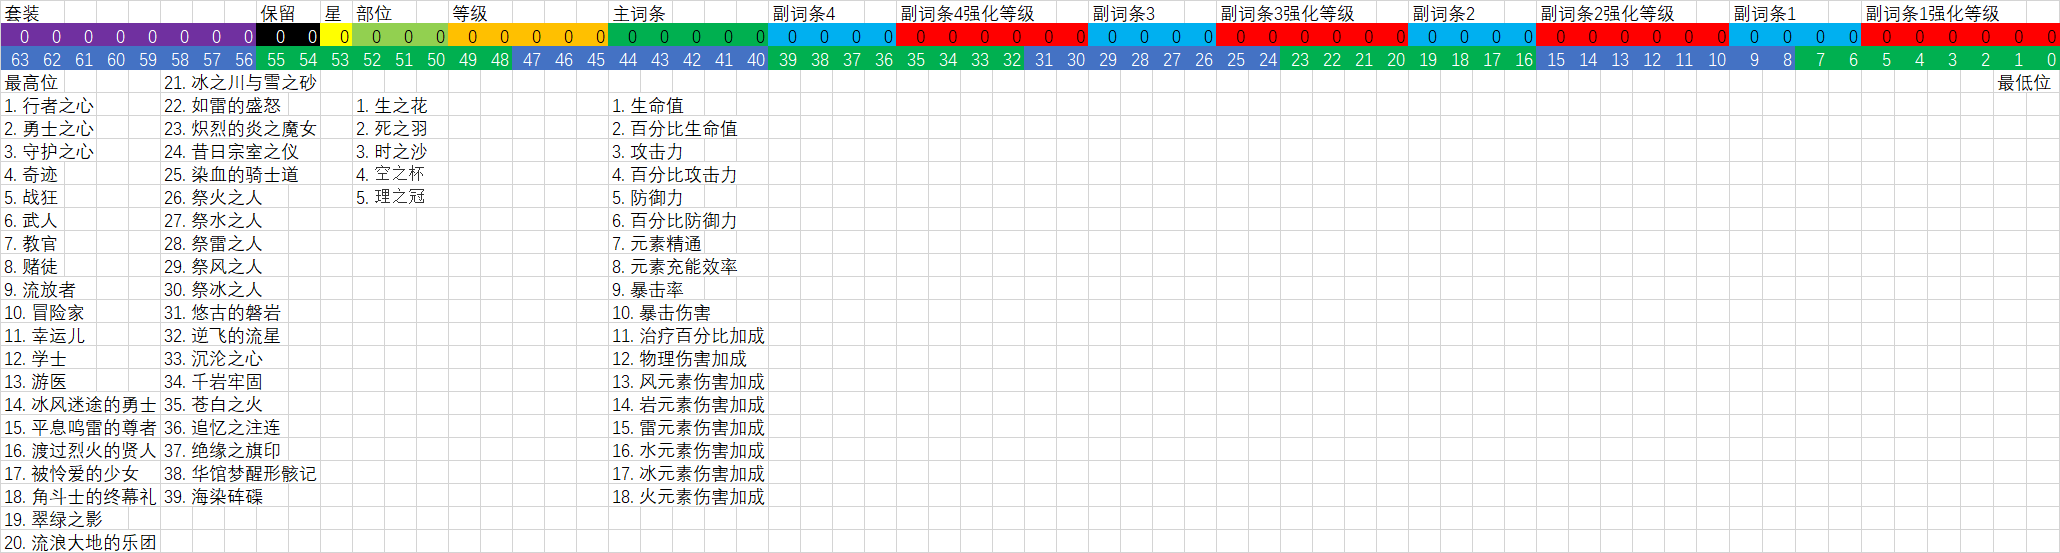 套装 保留 星 部位 等级 主词条 副词条4 副词条4强化等级 副词条3 副词条3强化等级 副词条2 副词条2强化等级 副词条1 副词条1强化等级
0 0 0 0 0 0 0 0 0 0 0 0 0 0 0 0 0 0 0 0 0 0 0 0 0 0 0 0 0 0 0 0 0 0 0 0 0 0 0 0 0 0 0 0 0 0 0 0 0 0 0 0 0 0 0 0 0 0 0 0 0 0 0 0
63 62 61 60 59 58 57 56 55 54 53 52 51 50 49 48 47 46 45 44 43 42 41 40 39 38 37 36 35 34 33 32 31 30 29 28 27 26 25 24 23 22 21 20 19 18 17 16 15 14 13 12 11 10 9 8 7 6 5 4 3 2 1 0
最高位 21. 冰之川与雪之砂 最低位
1. 行者之心 22. 如雷的盛怒 1. 生之花 1. 生命值
2. 勇士之心 23. 炽烈的炎之魔女 2. 死之羽 2. 百分比生命值
3. 守护之心 24. 昔日宗室之仪 3. 时之沙 3. 攻击力
4. 奇迹 25. 染血的骑士道 4. 空之杯 4. 百分比攻击力
5. 战狂 26. 祭火之人 5. 理之冠 5. 防御力
6. 武人 27. 祭水之人 6. 百分比防御力
7. 教官 28. 祭雷之人 7. 元素精通
8. 赌徒 29. 祭风之人 8. 元素充能效率
9. 流放者 30. 祭冰之人 9. 暴击率
10. 冒险家 31. 悠古的磐岩 10. 暴击伤害
11. 幸运儿 32. 逆飞的流星 11. 治疗百分比加成
12. 学士 33. 沉沦之心 12. 物理伤害加成
13. 游医 34. 千岩牢固 13. 风元素伤害加成
14. 冰风迷途的勇士 35. 苍白之火 14. 岩元素伤害加成
15. 平息鸣雷的尊者 36. 追忆之注连 15. 雷元素伤害加成
16. 渡过烈火的贤人 37. 绝缘之旗印 16. 水元素伤害加成
17. 被怜爱的少女 38. 华馆梦醒形骸记 17. 冰元素伤害加成
18. 角斗士的终幕礼 39. 海染砗磲 18. 火元素伤害加成
19. 翠绿之影
20. 流浪大地的乐团